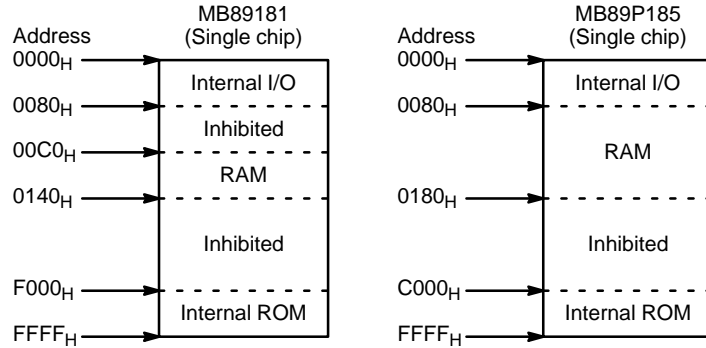 MB89181
(Single chip)
Address
0000H
Internal I/O
0080H
Inhibited
00C0H
RAM
0140H
Inhibited
F000H
Internal ROM
FFFFH
MB89P185
(Single chip)
Address
0000H
Internal I/O
0080H
RAM
0180H
Inhibited
C000H
Internal ROM
FFFFH